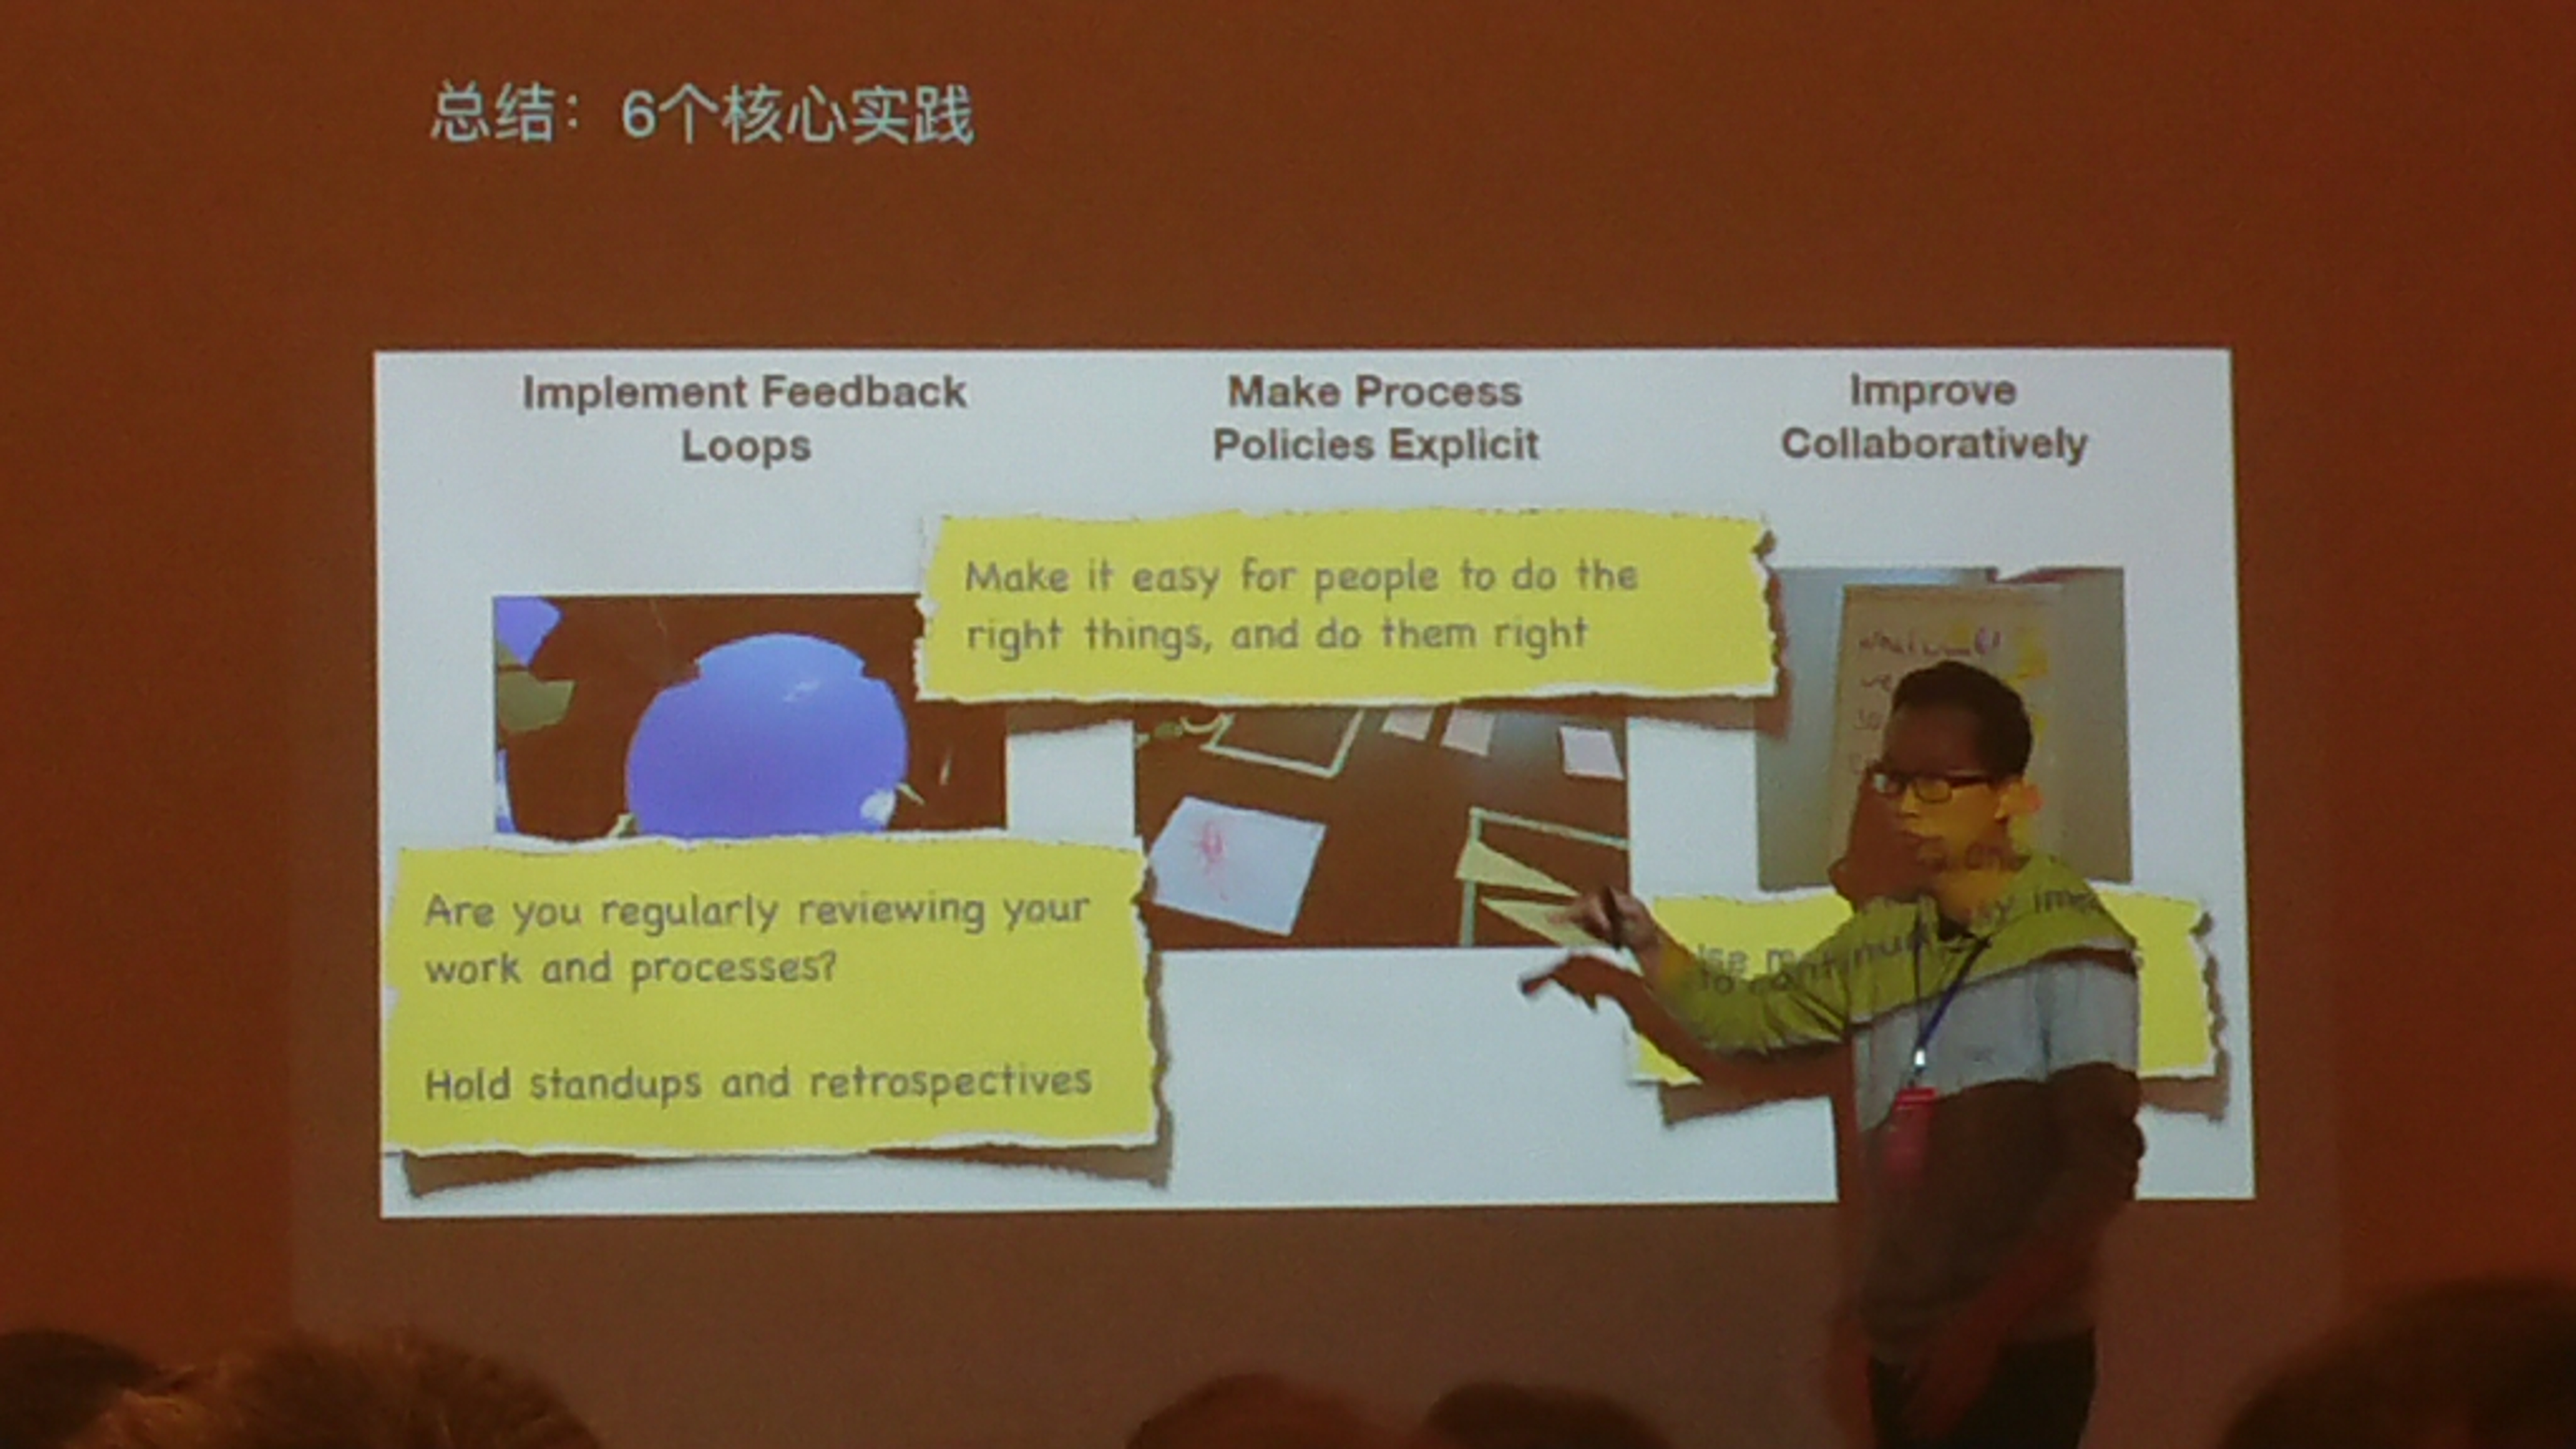 总结：6个核心实践
Implement Feedback
Loops
Make Process
Policies Explicit
Improve
Collaboratively
Make it easy for people to do the
right things, and do them right
Are you regularly reviewing your
work and processes?
Hold standups and retrospectives
to